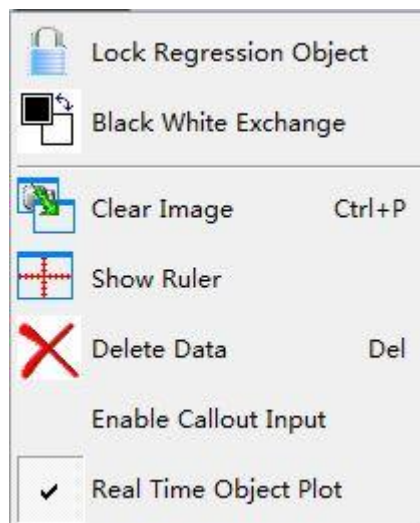 Lock Regression Object
Black White Exchange
Clear Image Ctrl+P
Show Ruler
Delete Data Del
Enable Callout Input
Real Time Object Plot